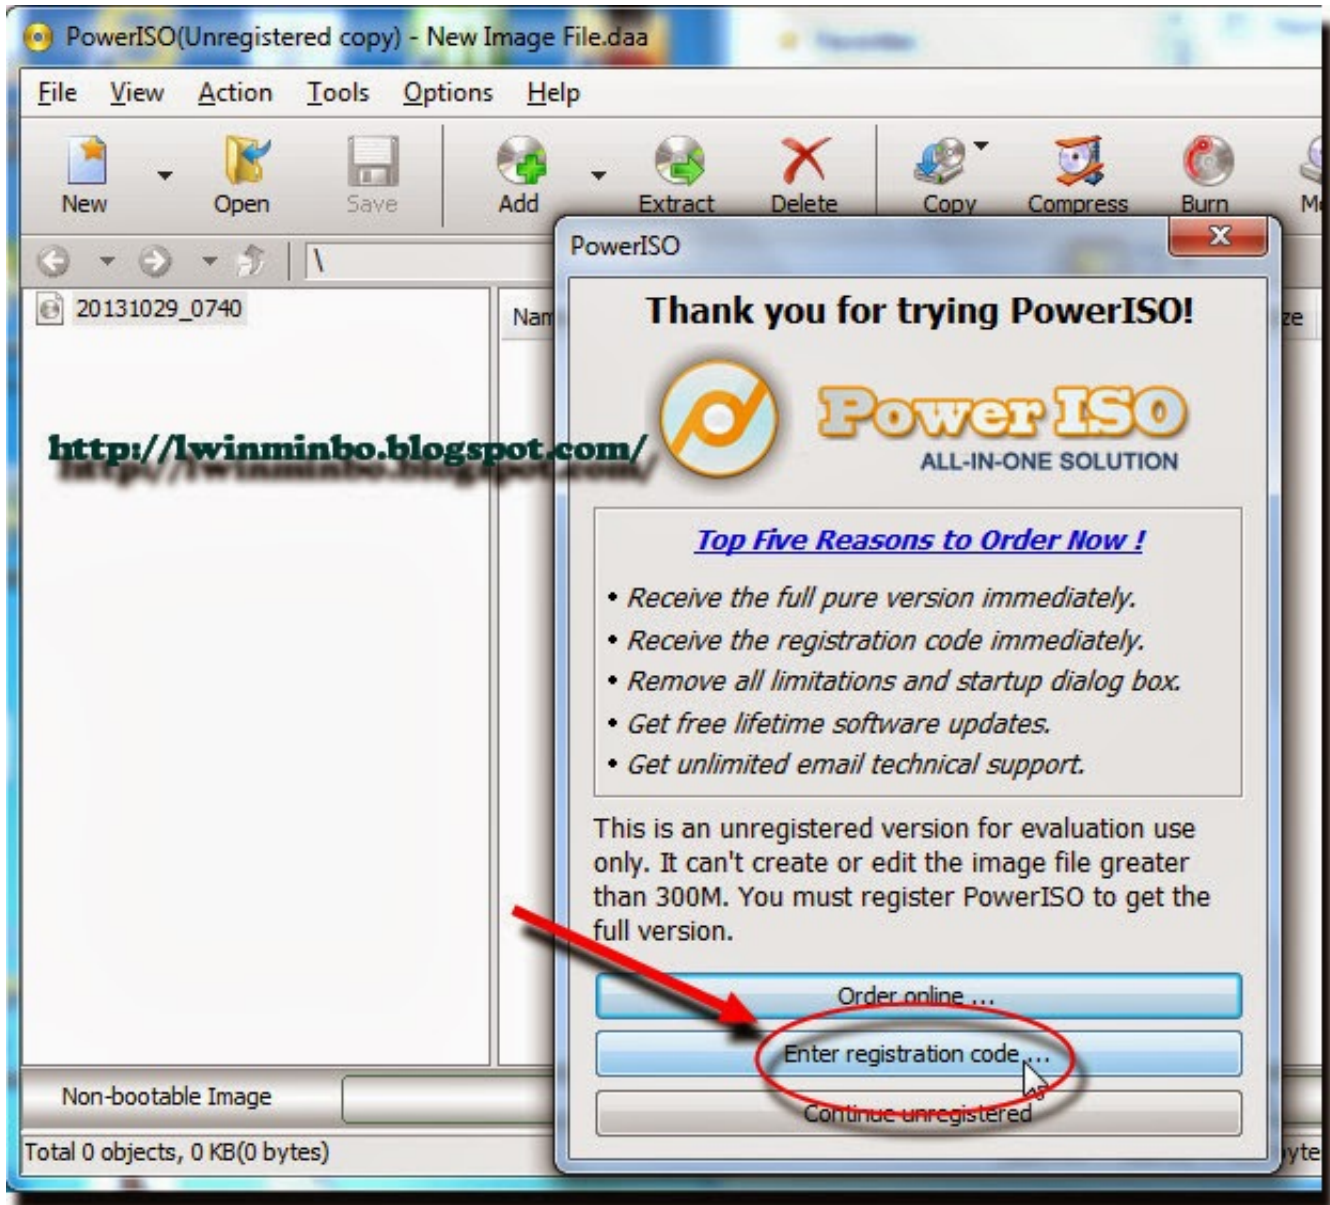 PowerISO(Unregistered copy) - New Image File.daa
File View Action Tools Options Help
New Open Save Add Extract Delete Copy Compress Burn
\
20131029_0740
PowerISO
Thank you for trying PowerISO!
Power ISO
ALL-IN-ONE SOLUTION
http://lwinminbo.blogspot.com/
Top Five Reasons to Order Now !
• Receive the full pure version immediately.
• Receive the registration code immediately.
• Remove all limitations and startup dialog box.
• Get free lifetime software updates.
• Get unlimited email technical support.
This is an unregistered version for evaluation use
only. It can't create or edit the image file greater
than 300M. You must register PowerISO to get the
full version.
Order online ...
Enter registration code ...
Continue unregistered
Non-bootable Image
Total 0 objects, 0 KB(0 bytes)